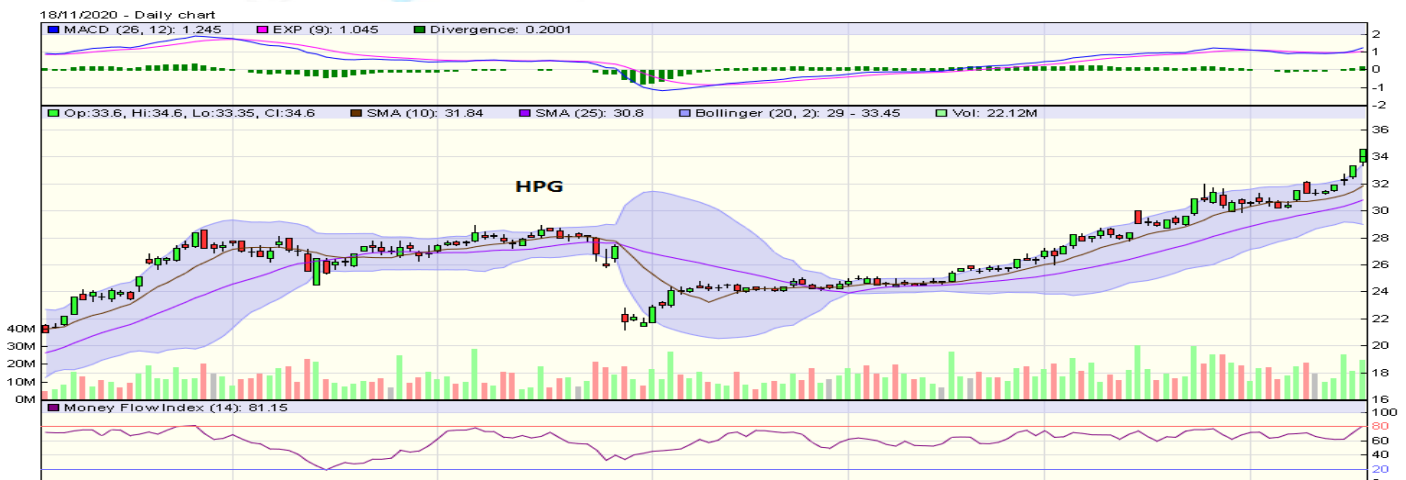 18/11/2020 - Daily chart
MACD (26, 12): 1.245 EXP (9): 1.045 Divergence: 0.2001
2
1
0
-1
-2
Op:33.6, Hi:34.6, Lo:33.35, Cl:34.6 SMA (10): 31.84 SMA (25): 30.8 Bollinger (20, 2): 29 - 33.45 Vol: 22.12M
36
34
HPG
32
30
28
26
24
22
40M
30M 20
20M 18
10M
0M 16
Money Flow Index (14): 81.15
100
80
60
40
20